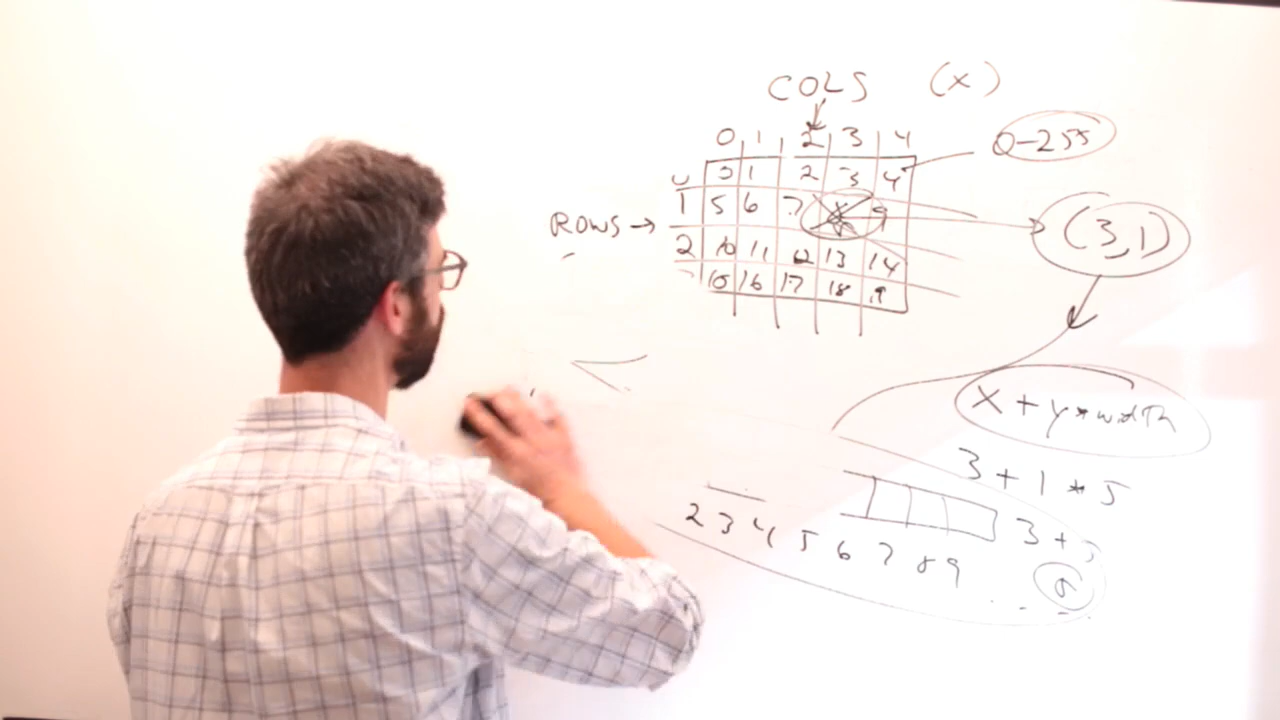 COLS (x)
0 1 2 3 4
0-255
0 0 1 2 3 4
ROWS → 1 5 6 7 9
(3,1)
2 10 11 12 13 14
15 16 17 18 19
x + y * width
3 + 1 * 5
3 + 5
2 3 4 5 6 7 8 9 ...